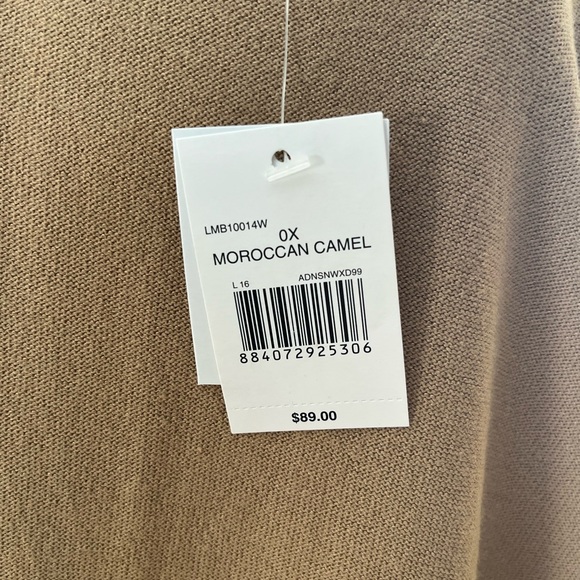 LMB10014W
0X
MOROCCAN CAMEL
L 16 ADNSNWXD99
884072925306
$89.00